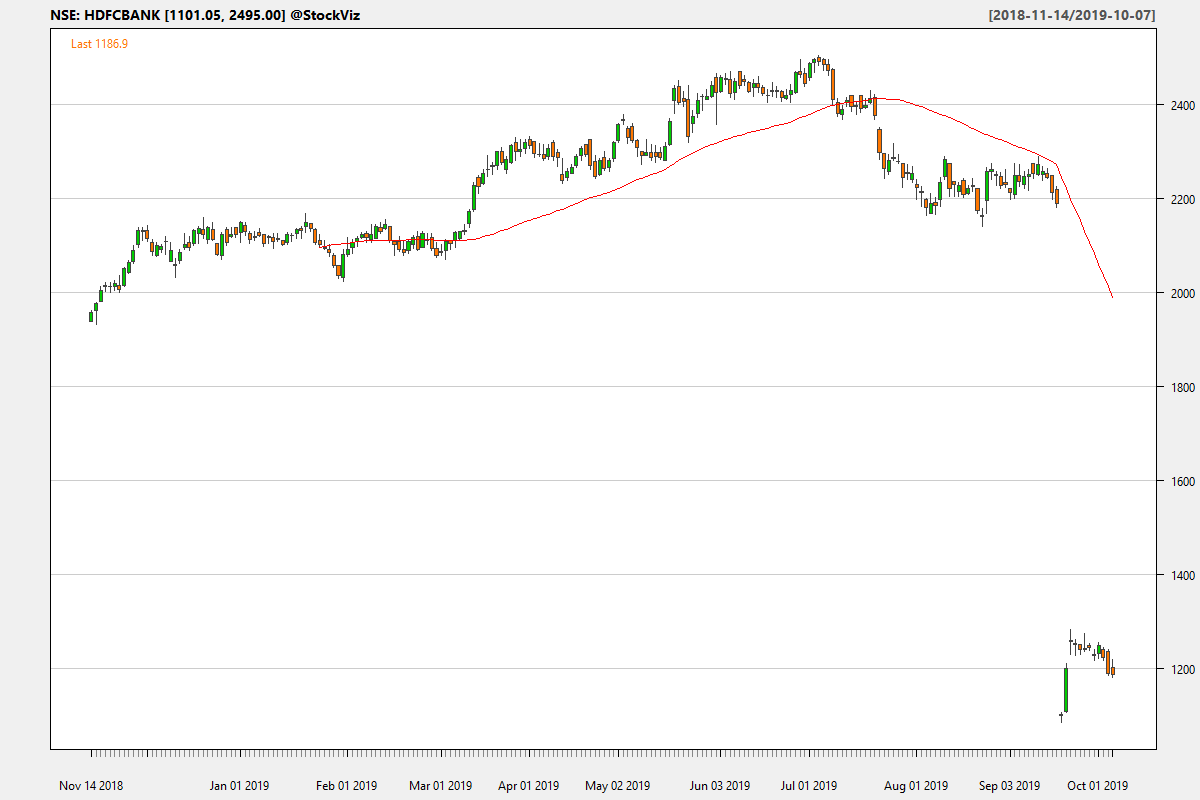 NSE: HDFCBANK [1101.05, 2495.00] @StockViz [2018-11-14/2019-10-07]
Last 1186.9
2400
2200
2000
1800
1600
1400
1200
Nov 14 2018 Jan 01 2019 Feb 01 2019 Mar 01 2019 Apr 01 2019 May 02 2019 Jun 03 2019 Jul 01 2019 Aug 01 2019 Sep 03 2019 Oct 01 2019